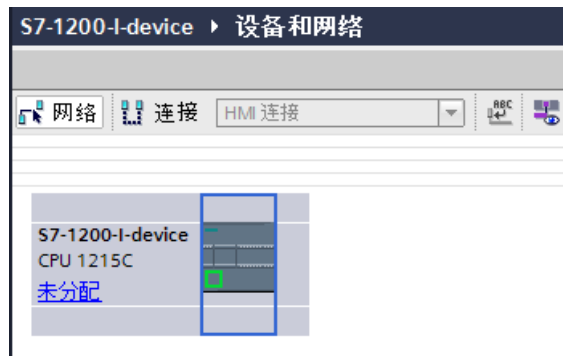 S7-1200-I-device ▸ 设备和网络
网络 连接 HMI 连接 ABC
S7-1200-I-device
CPU 1215C
未分配